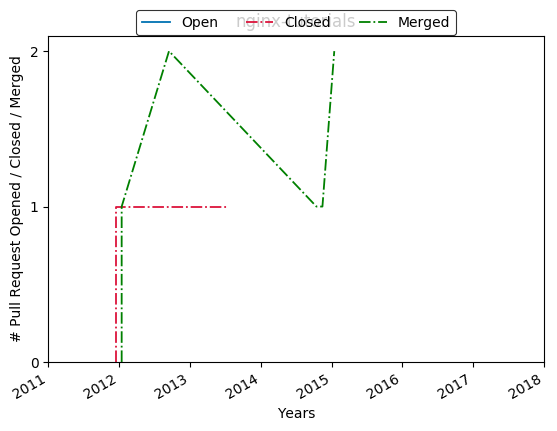 nginx-tutorials
Open Closed Merged
# Pull Request Opened / Closed / Merged
2
1
0
2011 2012 2013 2014 2015 2016 2017 2018
Years